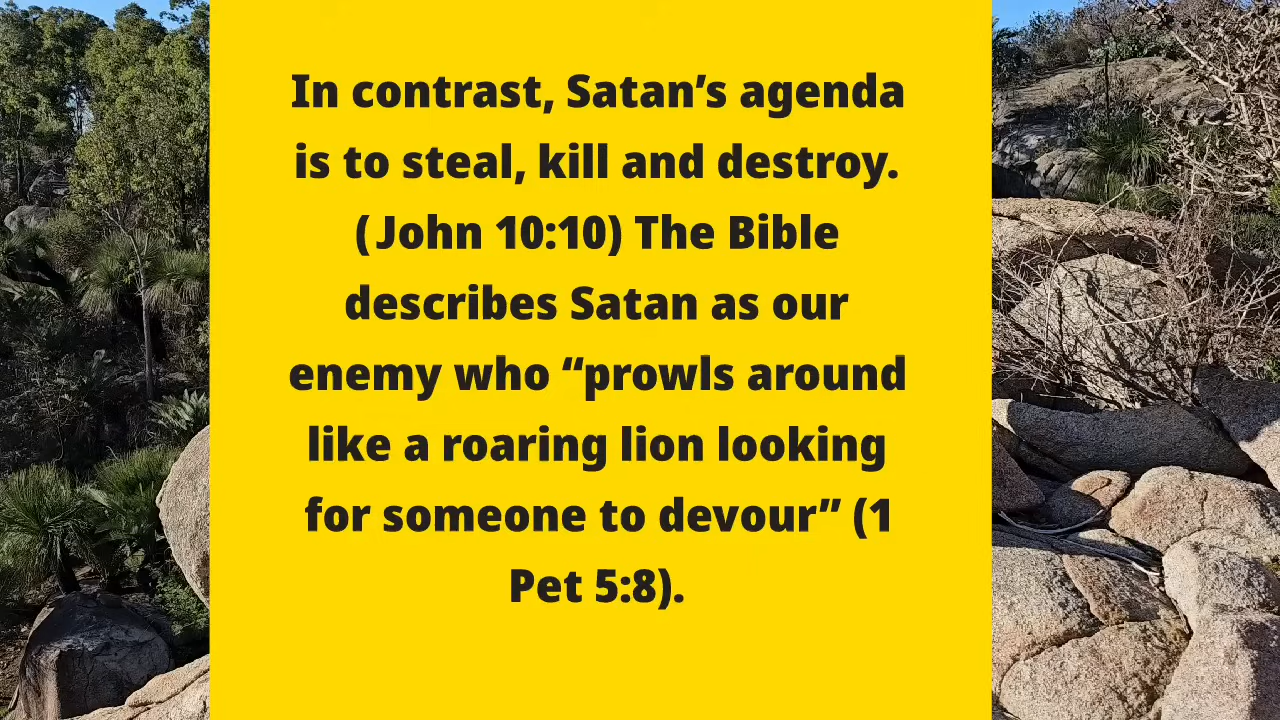 In contrast, Satan’s agenda
is to steal, kill and destroy.
(John 10:10) The Bible
describes Satan as our
enemy who “prowls around
like a roaring lion looking
for someone to devour” (1
Pet 5:8).